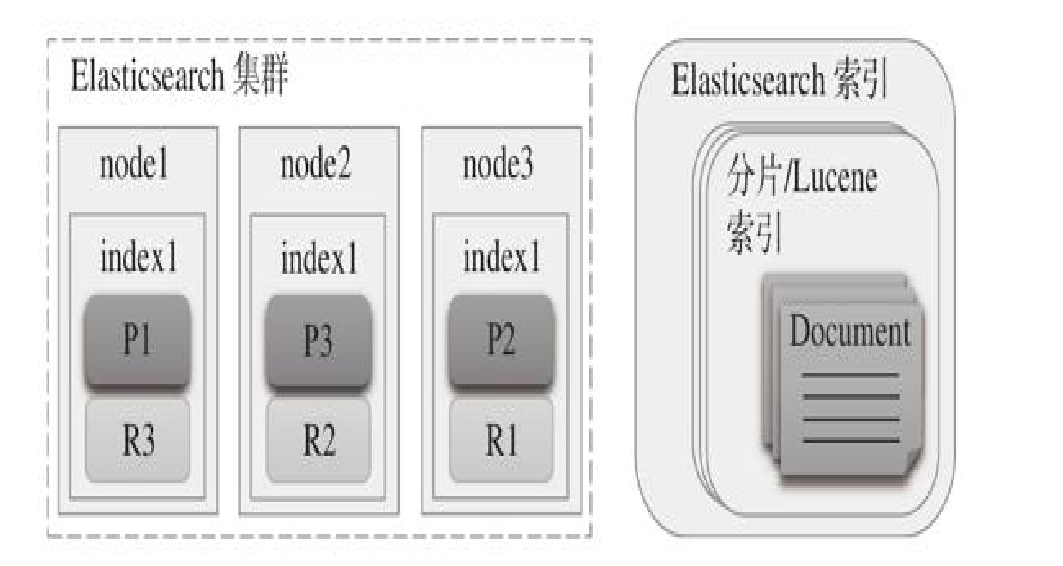 Elasticsearch 集群
node1
index1
P1
R3
node2
index1
P3
R2
node3
index1
P2
R1
Elasticsearch 索引
分片/Lucene
索引
Document